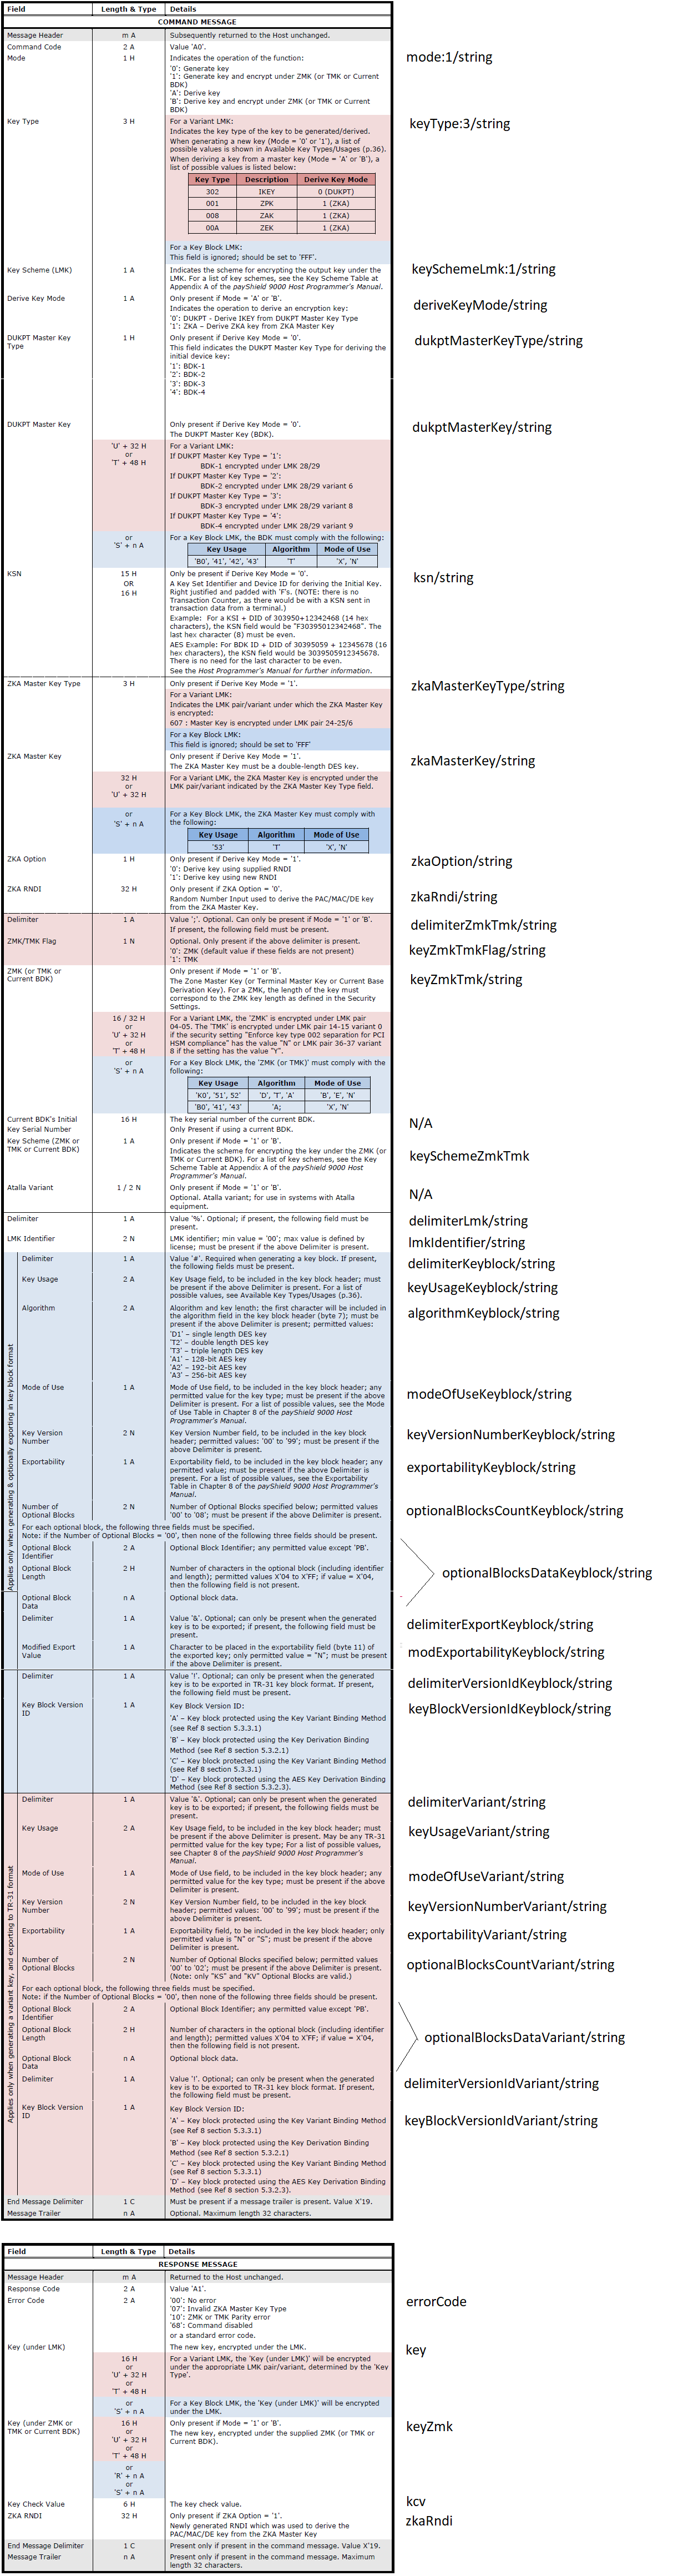 Field Length & Type Details
COMMAND MESSAGE
Message Header m A Subsequently returned to the Host unchanged.
Command Code 2 A Value 'A0'.
Mode 1 H Indicates the operation of the function: mode:1/string
'0': Generate key
'1': Generate key and encrypt under ZMK (or TMK or Current
BDK)
'A': Derive key
'B': Derive key and encrypt under ZMK (or TMK or Current
BDK)
Key Type 3 H For a Variant LMK: keyType:3/string
Indicates the key type of the key to be generated/derived.
When generating a new key (Mode = '0' or '1'), a list of
possible values is shown in Available Key Types/Usages (p.36).
When deriving a key from a master key (Mode = 'A' or 'B'), a
list of possible values is listed below:
Key Type Description Derive Key Mode
302 IKEY 0 (DUKPT)
001 ZPK 1 (ZKA)
008 ZAK 1 (ZKA)
00A ZEK 1 (ZKA)
For a Key Block LMK:
This field is ignored; should be set to 'FFF'.
Key Scheme (LMK) 1 A Indicates the scheme for encrypting the output key under the keySchemeLmk:1/string
LMK. For a list of key schemes, see the Key Scheme Table at
Appendix A of the payShield 9000 Host Programmer's Manual.
Derive Key Mode 1 A Only present if Mode = 'A' or 'B'. deriveKeyMode/string
Indicates the operation to derive an encryption key:
'0': DUKPT - Derive IKEY from DUKPT Master Key Type
'1': ZKA – Derive ZKA key from ZKA Master Key
DUKPT Master Key 1 H Only present if Derive Key Mode = '0'. dukptMasterKeyType/string
Type This field indicates the DUKPT Master Key Type for deriving the
initial device key:
'1': BDK-1
'2': BDK-2
'3': BDK-3
'4': BDK-4
DUKPT Master Key Only present if Derive Key Mode = '0'. dukptMasterKey/string
The DUKPT Master Key (BDK).
'U' + 32 H For a Variant LMK:
or If DUKPT Master Key Type = '1':
'T' + 48 H BDK-1 encrypted under LMK 28/29
If DUKPT Master Key Type = '2':
BDK-2 encrypted under LMK 28/29 variant 6
If DUKPT Master Key Type = '3':
BDK-3 encrypted under LMK 28/29 variant 8
If DUKPT Master Key Type = '4':
BDK-4 encrypted under LMK 28/29 variant 9
or For a Key Block LMK, the BDK must comply with the following:
'S' + n A
Key Usage Algorithm Mode of Use
'B0', '41', '42', '43' 'T' 'X', 'N'
KSN 15 H Only be present if Derive Key Mode = '0'. ksn/string
OR A Key Set Identifier and Device ID for deriving the Initial Key.
16 H Right justified and padded with 'F's. (NOTE: there is no
Transaction Counter, as there would be with a KSN sent in
transaction data from a terminal.)
Example: For a KSI + DID of 303950+12342468 (14 hex
characters), the KSN field would be "F30395012342468". The
last hex character (8) must be even.
AES Example: For BDK ID + DID of 30395059 + 12345678 (16
hex characters), the KSN field would be 3039505912345678.
There is no need for the last character to be even.
See the Host Programmer's Manual for further information.
ZKA Master Key Type 3 H Only present if Derive Key Mode = '1'. zkaMasterKeyType/string
For a Variant LMK:
Indicates the LMK pair/variant under which the ZKA Master Key
is encrypted:
607 : Master Key is encrypted under LMK pair 24-25/6
For a Key Block LMK:
This field is ignored; should be set to 'FFF'
ZKA Master Key Only present if Derive Key Mode = '1'. zkaMasterKey/string
The ZKA Master Key must be a double-length DES key.
32 H For a Variant LMK, the ZKA Master Key is encrypted under the
or LMK pair/variant indicated by the ZKA Master Key Type field.
'U' + 32 H
or For a Key Block LMK, the ZKA Master Key must comply with
'S' + n A the following:
Key Usage Algorithm Mode of Use
'53' 'T' 'X', 'N'
ZKA Option 1 H Only present if Derive Key Mode = '1'. zkaOption/string
'0': Derive key using supplied RNDI
'1': Derive key using new RNDI
ZKA RNDI 32 H Only present if ZKA Option = '0'. zkaRndi/string
Random Number Input used to derive the PAC/MAC/DE key
from the ZKA Master Key.
Delimiter 1 A Value ';'. Optional. Can only be present if Mode = '1' or 'B'. delimiterZmkTmk/string
If present, the following field must be present.
ZMK/TMK Flag 1 N Optional. Only present if the above delimiter is present. keyZmkTmkFlag/string
'0': ZMK (default value if these fields are not present)
'1': TMK
ZMK (or TMK or Only present if Mode = '1' or 'B'. keyZmkTmk/string
Current BDK) The Zone Master Key (or Terminal Master Key or Current Base
Derivation Key). For a ZMK, the length of the key must
correspond to the ZMK key length as defined in the Security
Settings.
16 / 32 H For a Variant LMK, the 'ZMK' is encrypted under LMK pair
or 04-05. The 'TMK' is encrypted under LMK pair 14-15 variant 0
'U' + 32 H if the security setting "Enforce key type 002 separation for PCI
or HSM compliance" has the value "N" or LMK pair 36-37 variant
'T' + 48 H 8 if the setting has the value "Y".
or For a Key Block LMK, the 'ZMK (or TMK)' must comply with the
'S' + n A following:
Key Usage Algorithm Mode of Use
'K0', '51', 52' 'D', 'T', 'A' 'B', 'E', 'N'
'B0', '41', '43' 'A; 'X', 'N'
Current BDK's Initial 16 H The key serial number of the current BDK. N/A
Key Serial Number Only Present if using a current BDK.
Key Scheme (ZMK or 1 A Only present if Mode = '1' or 'B'. keySchemeZmkTmk
TMK or Current BDK) Indicates the scheme for encrypting the key under the ZMK (or
TMK or Current BDK). For a list of key schemes, see the Key
Scheme Table at Appendix A of the payShield 9000 Host
Programmer's Manual.
Atalla Variant 1 / 2 N Only present if Mode = '1' or 'B'. N/A
Optional. Atalla variant; for use in systems with Atalla
equipment.
Delimiter 1 A Value '%'. Optional; if present, the following field must be delimiterLmk/string
present.
LMK Identifier 2 N LMK identifier; min value = '00'; max value is defined by lmkIdentifier/string
license; must be present if the above Delimiter is present.
Applies only when generating & optionally exporting in key block format
Delimiter 1 A Value '#'. Required when generating a key block. If present, delimiterKeyblock/string
the following fields must be present.
Key Usage 2 A Key Usage field, to be included in the key block header; must keyUsageKeyblock/string
be present if the above Delimiter is present. For a list of
possible values, see Available Key Types/Usages (p.36).
Algorithm 2 A Algorithm and key length; the first character will be included in algorithmKeyblock/string
the algorithm field in the key block header (byte 7); must be
present if the above Delimiter is present; permitted values:
'D1' – single length DES key
'T2' – double length DES key
'T3' – triple length DES key
'A1' – 128-bit AES key
'A2' – 192-bit AES key
'A3' – 256-bit AES key
Mode of Use 1 A Mode of Use field, to be included in the key block header; any modeOfUseKeyblock/string
permitted value for the key type; must be present if the above
Delimiter is present. For a list of possible values, see the Mode
of Use Table in Chapter 8 of the payShield 9000 Host
Programmer's Manual.
Key Version 2 N Key Version Number field, to be included in the key block keyVersionNumberKeyblock/string
Number header; permitted values: '00' to '99'; must be present if the
above Delimiter is present.
Exportability 1 A Exportability field, to be included in the key block header; any exportabilityKeyblock/string
permitted value; must be present if the above Delimiter is
present. For a list of possible values, see the Exportability
Table in Chapter 8 of the payShield 9000 Host Programmer's
Manual.
Number of 2 N Number of Optional Blocks specified below; permitted values optionalBlocksCountKeyblock/string
Optional Blocks '00' to '08'; must be present if the above Delimiter is present.
For each optional block, the following three fields must be specified.
Note: if the Number of Optional Blocks = '00', then none of the following three fields should be present.
Optional Block 2 A Optional Block Identifier; any permitted value except 'PB'.
Identifier
Optional Block 2 H Number of characters in the optional block (including identifier optionalBlocksDataKeyblock/string
Length and length); permitted values X'04 to X'FF; if value = X'04,
then the following field is not present.
Optional Block n A Optional block data.
Data
Delimiter 1 A Value '&'. Optional; can only be present when the generated delimiterExportKeyblock/string
key is to be exported; if present, the following field must be
present.
Modified Export 1 A Character to be placed in the exportability field (byte 11) of modExportabilityKeyblock/string
Value the exported key; only permitted value = "N"; must be present
if the above Delimiter is present.
Delimiter 1 A Value '!'. Optional; can only be present when the generated delimiterVersionIdKeyblock/string
key is to be exported in TR-31 key block format. If present,
the following field must be present.
Key Block Version 1 A Key Block Version ID: keyBlockVersionIdKeyblock/string
ID 'A' – Key block protected using the Key Variant Binding Method
(see Ref 8 section 5.3.3.1)
'B' – Key block protected using the Key Derivation Binding
Method (see Ref 8 section 5.3.2.1)
'C' – Key block protected using the Key Variant Binding Method
(see Ref 8 section 5.3.3.1)
'D' – Key block protected using the AES Key Derivation Binding
Method (see Ref 8 section 5.3.2.3).
Applies only when generating a variant key, and exporting to TR-31 format
Delimiter 1 A Value '&'. Optional; can only be present when the generated delimiterVariant/string
key is to be exported; if present, the following fields must be
present.
Key Usage 2 A Key Usage field, to be included in the key block header; must keyUsageVariant/string
be present if the above Delimiter is present. May be any TR-31
permitted value for the key type; For a list of possible values,
see Chapter 8 of the payShield 9000 Host Programmer's
Manual.
Mode of Use 1 A Mode of Use field, to be included in the key block header; any modeOfUseVariant/string
permitted value for the key type; must be present if the above
Delimiter is present.
Key Version 2 N Key Version Number field, to be included in the key block keyVersionNumberVariant/string
Number header; permitted values: '00' to '99'; must be present if the
above Delimiter is present.
Exportability 1 A Exportability field, to be included in the key block header; only exportabilityVariant/string
permitted value is "N" or "S"; must be present if the above
Delimiter is present.
Number of 2 N Number of Optional Blocks specified below; permitted values optionalBlocksCountVariant/string
Optional Blocks '00' to '02'; must be present if the above Delimiter is present.
(Note: only "KS" and "KV" Optional Blocks are valid.)
For each optional block, the following three fields must be specified.
Note: if the Number of Optional Blocks = '00', then none of the following three fields should be present.
Optional Block 2 A Optional Block Identifier; any permitted value except 'PB'.
Identifier
Optional Block 2 H Number of characters in the optional block (including identifier optionalBlocksDataVariant/string
Length and length); permitted values X'04 to X'FF; if value = X'04,
then the following field is not present.
Optional Block n A Optional block data.
Data
Delimiter 1 A Value '!'. Optional; can only be present when the generated delimiterVersionIdVariant/string
key is to be exported to TR-31 key block format. If present,
the following field must be present.
Key Block Version 1 A Key Block Version ID: keyBlockVersionIdVariant/string
ID 'A' – Key block protected using the Key Variant Binding Method
(see Ref 8 section 5.3.3.1)
'B' – Key block protected using the Key Derivation Binding
Method (see Ref 8 section 5.3.2.1)
'C' – Key block protected using the Key Variant Binding Method
(see Ref 8 section 5.3.3.1)
'D' – Key block protected using the AES Key Derivation Binding
Method (see Ref 8 section 5.3.2.3).
End Message Delimiter 1 C Must be present if a message trailer is present. Value X'19.
Message Trailer n A Optional. Maximum length 32 characters.
Field Length & Type Details
RESPONSE MESSAGE
Message Header m A Returned to the Host unchanged.
Response Code 2 A Value 'A1'.
Error Code 2 A '00': No error errorCode
'07': Invalid ZKA Master Key Type
'10': ZMK or TMK Parity error
'68': Command disabled
or a standard error code.
Key (under LMK) The new key, encrypted under the LMK. key
16 H For a Variant LMK, the 'Key (under LMK)' will be encrypted
or under the appropriate LMK pair/variant, determined by the 'Key
'U' + 32 H Type'.
or
'T' + 48 H
or For a Key Block LMK, the 'Key (under LMK)' will be encrypted
'S' + n A under the LMK.
Key (under ZMK or 16 H Only present if Mode = '1' or 'B'. keyZmk
TMK or Current BDK) or The new key, encrypted under the supplied ZMK (or TMK or
'U' + 32 H Current BDK).
or
'T' + 48 H
or
'R' + n A
or
'S' + n A
Key Check Value 6 H The key check value. kcv
ZKA RNDI 32 H Only present if ZKA Option = '1'. zkaRndi
Newly generated RNDI which was used to derive the
PAC/MAC/DE key from the ZKA Master Key
End Message Delimiter 1 C Present only if present in the command message. Value X'19.
Message Trailer n A Present only if present in the command message. Maximum
length 32 characters.